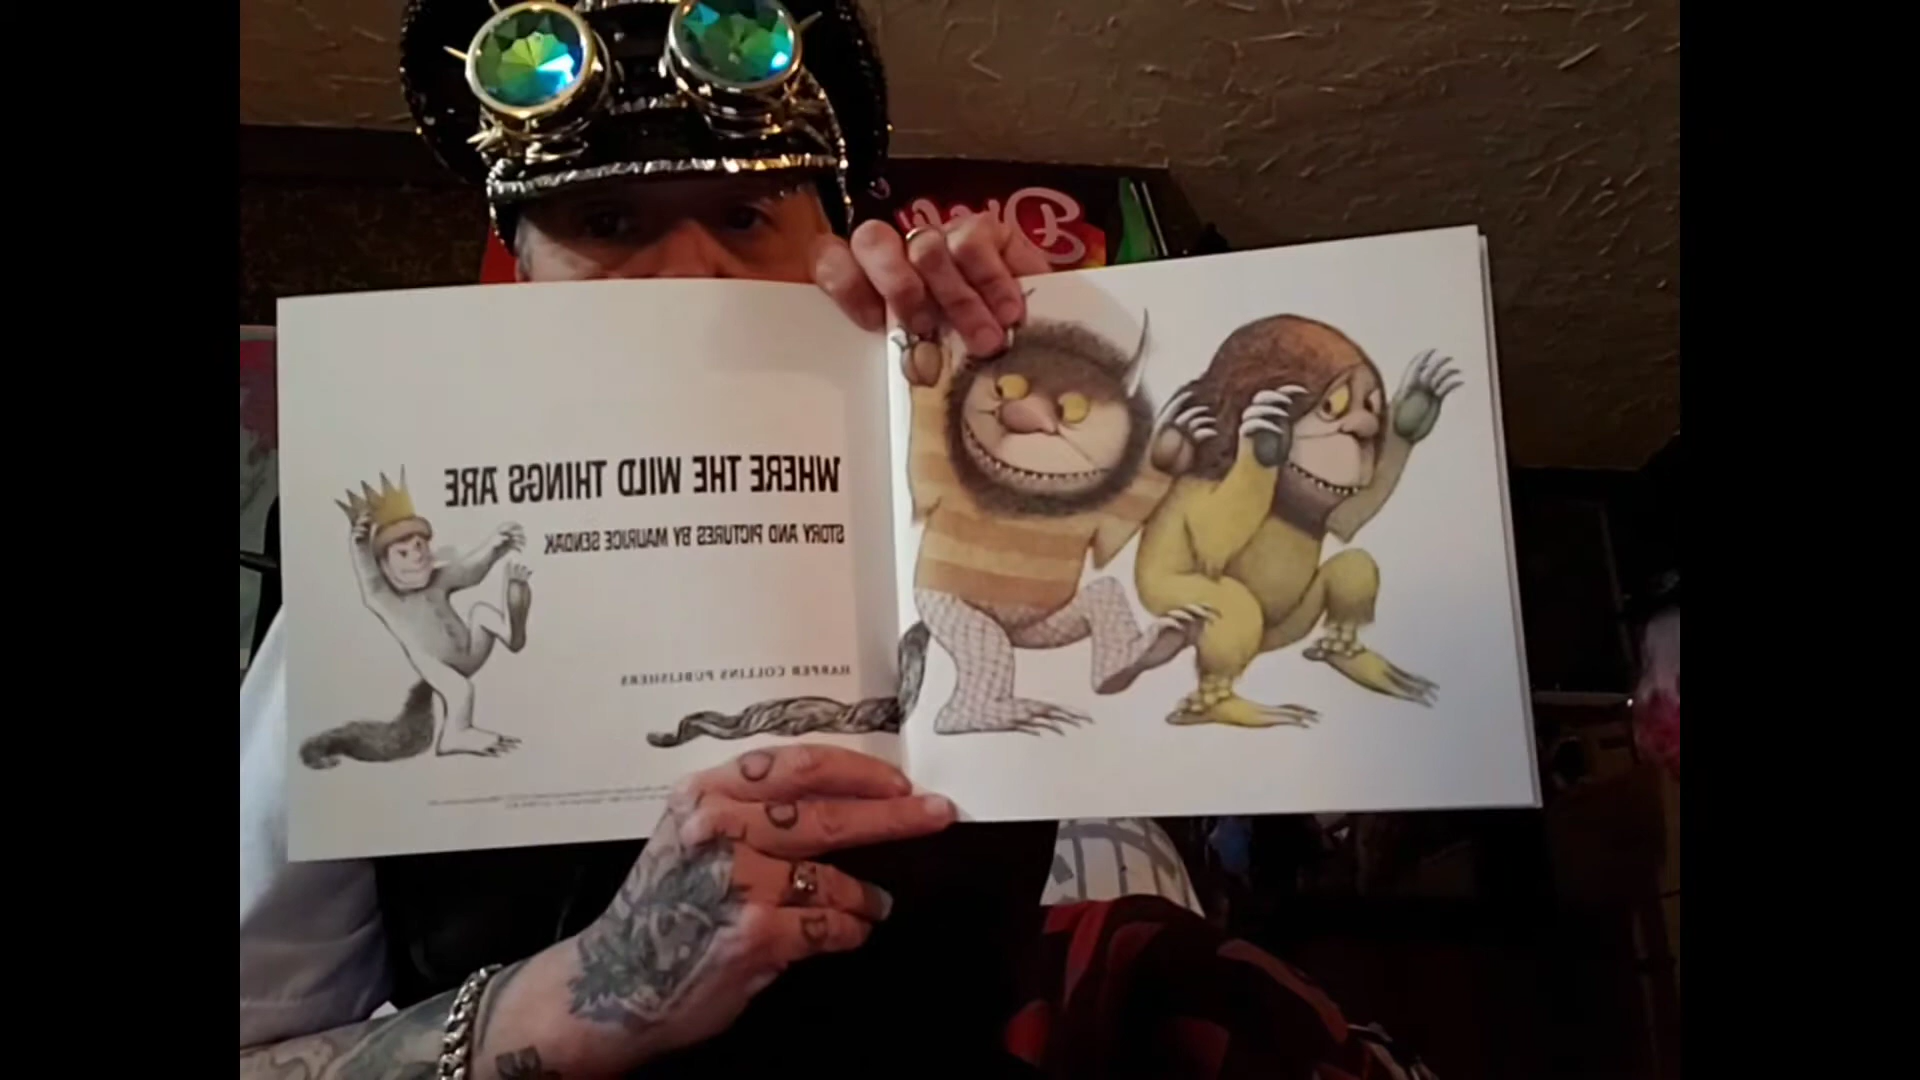 WHERE THE WILD THINGS ARE
STORY AND PICTURES BY MAURICE SENDAK
HARPER COLLINS PUBLISHERS